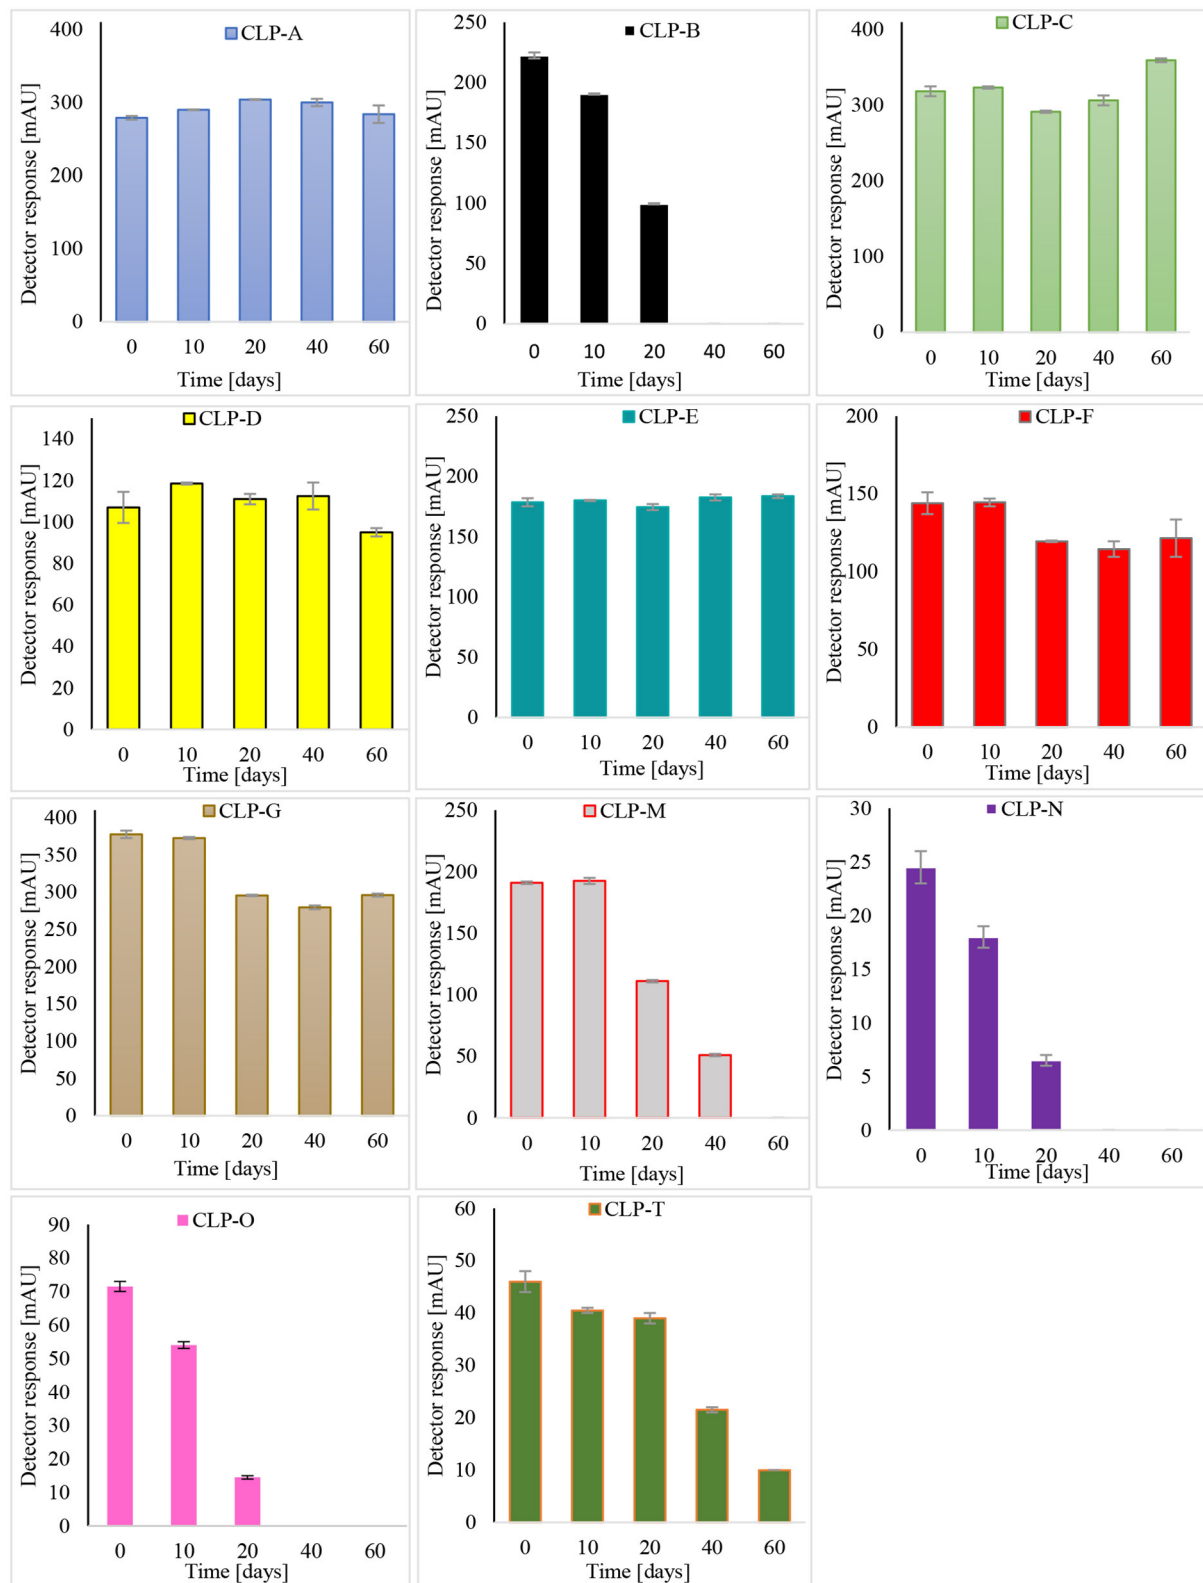 CLP-A
Detector response [mAU]
400
300
200
100
0
0 10 20 40 60
Time [days]
CLP-B
Detector response [mAU]
250
200
150
100
50
0
0 10 20 40 60
Time [days]
CLP-C
Detector response [mAU]
400
300
200
100
0
0 10 20 40 60
Time [days]
CLP-D
Detector response [mAU]
140
120
100
80
60
40
20
0
0 10 20 40 60
Time [days]
CLP-E
Detector response [mAU]
250
200
150
100
50
0
0 10 20 40 60
Time [days]
CLP-F
Detector response [mAU]
200
150
100
50
0
0 10 20 40 60
Time [days]
CLP-G
Detector response [mAU]
400
350
300
250
200
150
100
50
0
0 10 20 40 60
Time [days]
CLP-M
Detector response [mAU]
250
200
150
100
50
0
0 10 20 40 60
Time [days]
CLP-N
Detector response [mAU]
30
25
20
15
10
5
0
0 10 20 40 60
Time [days]
CLP-O
Detector response [mAU]
90
80
70
60
50
40
30
20
10
0
0 10 20 40 60
Time [days]
CLP-T
Detector response [mAU]
60
50
40
30
20
10
0
0 10 20 40 60
Time [days]